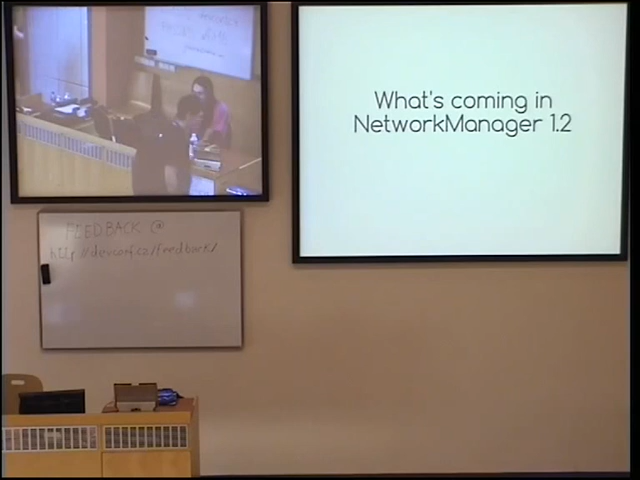 What's coming in
NetworkManager 1.2
FEEDBACK @
http://devconf.cz/feedback/